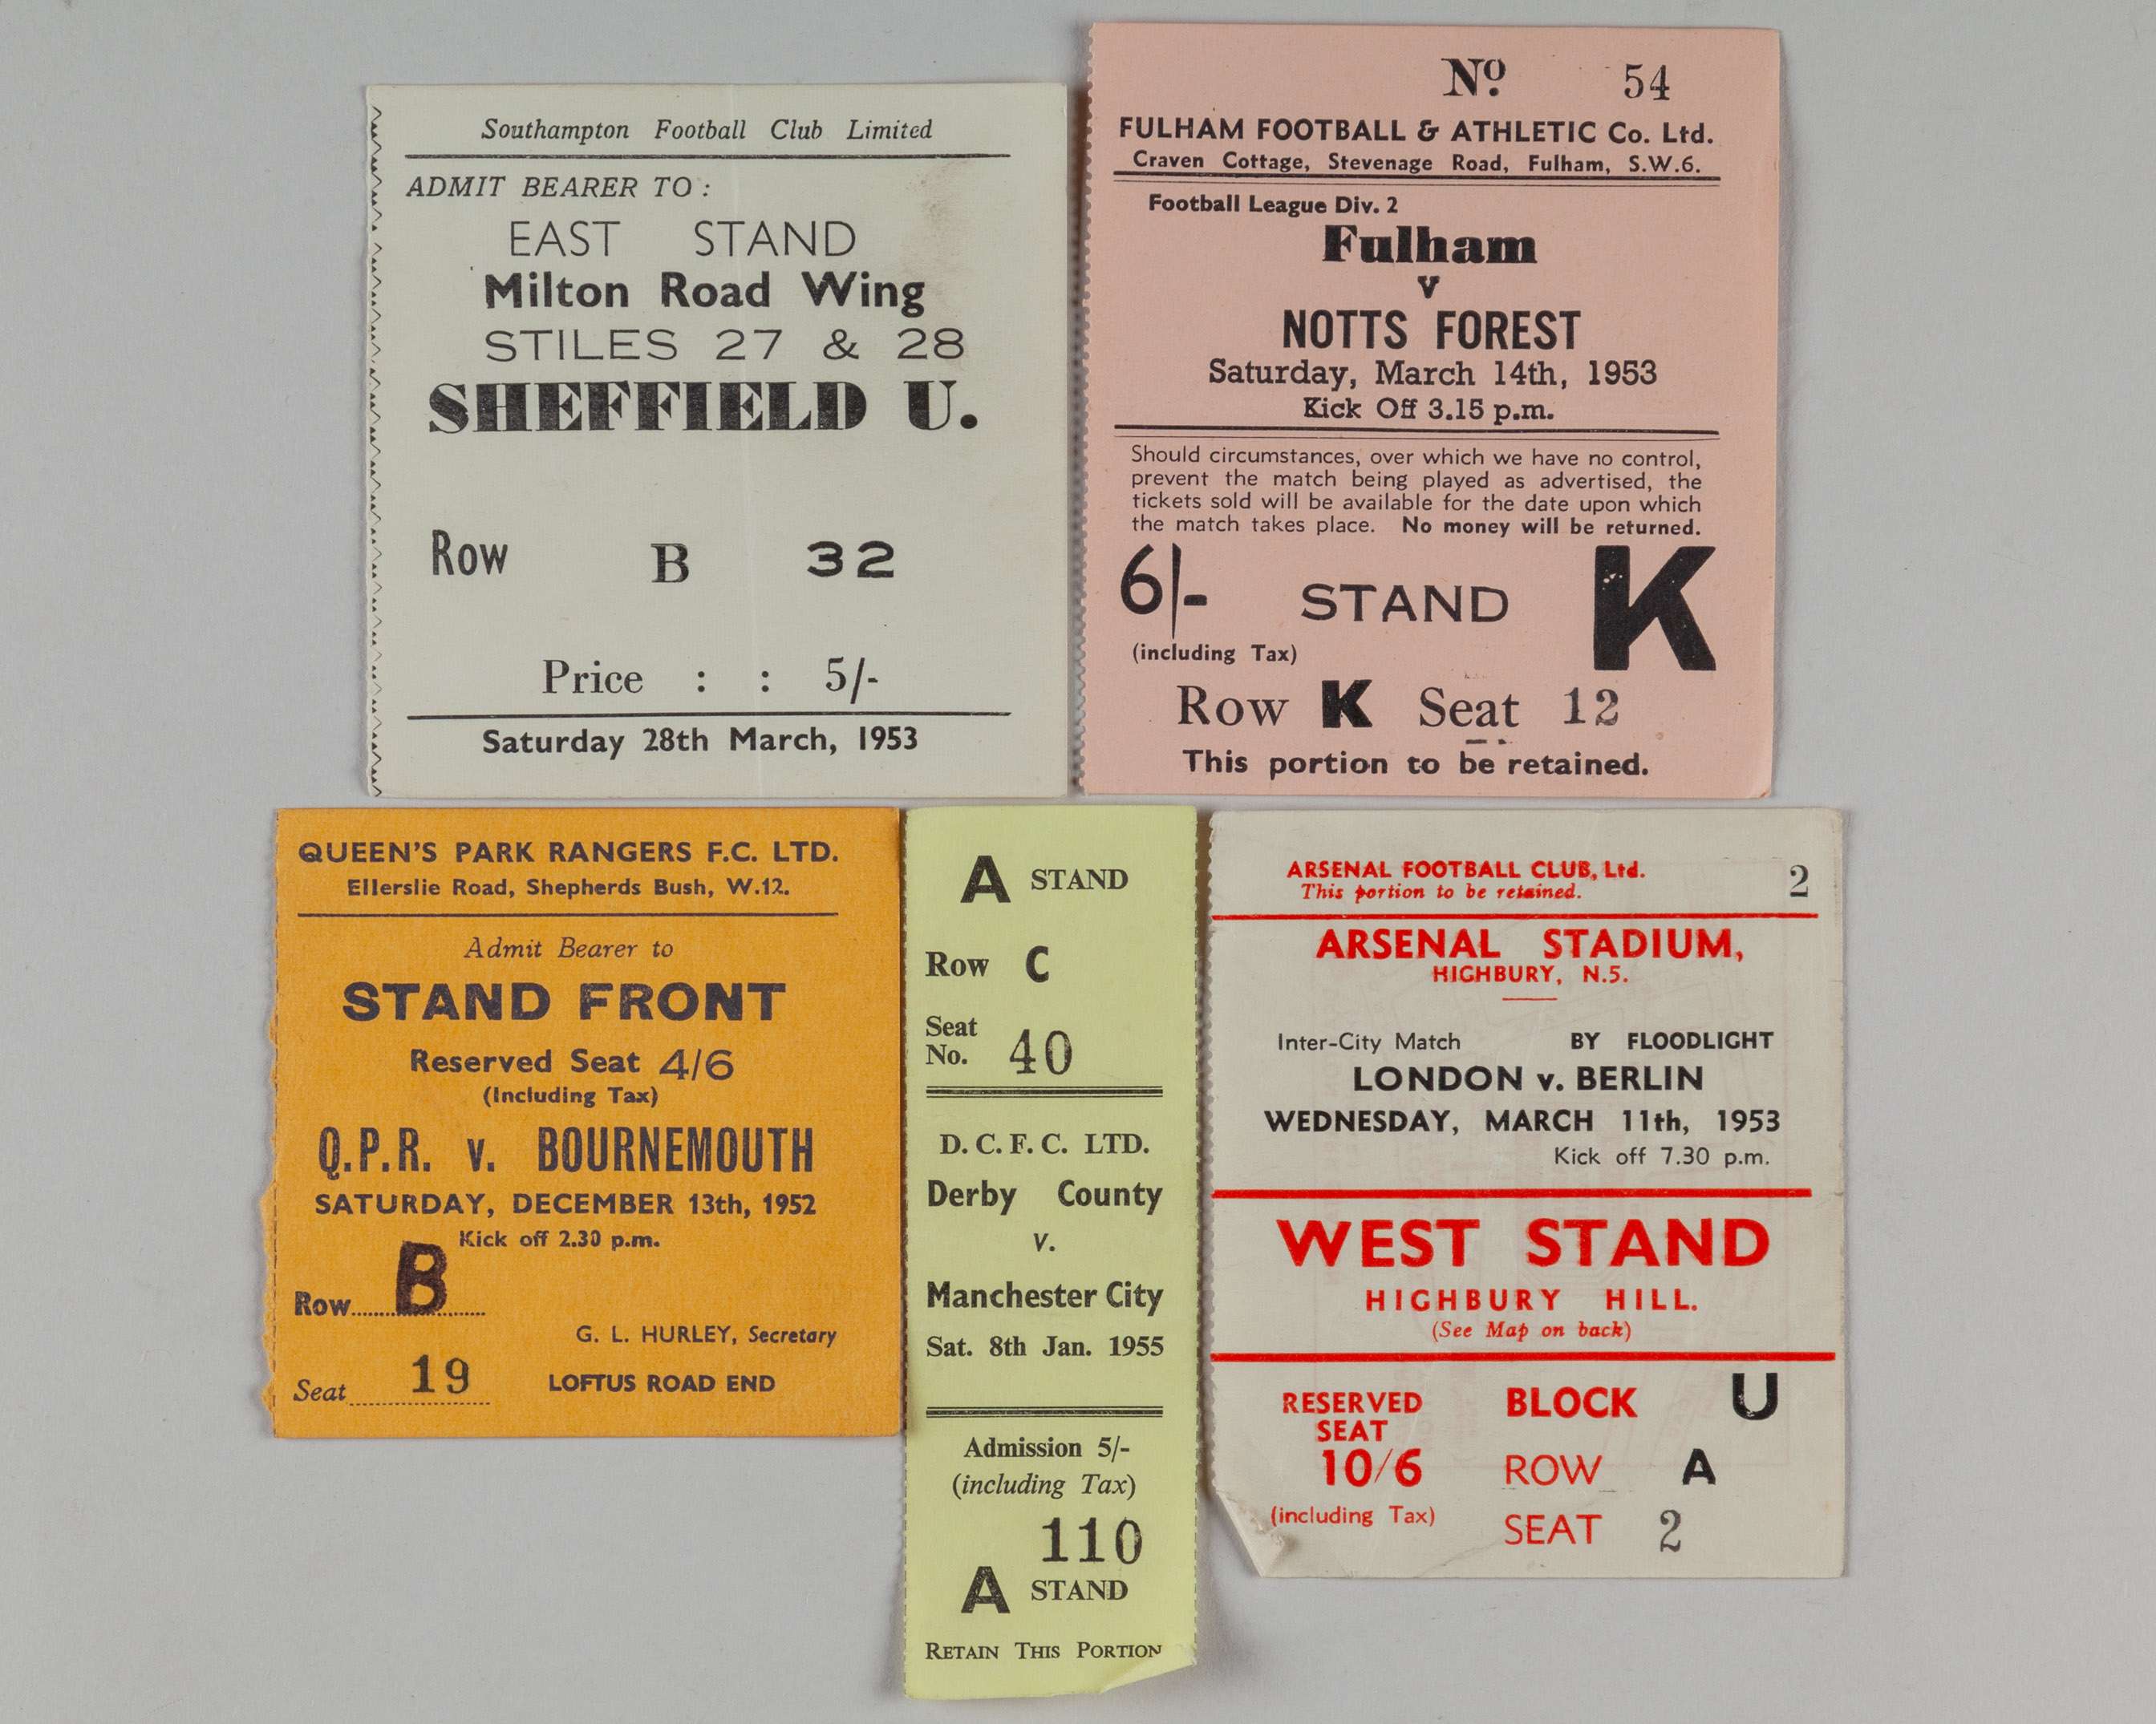 Southampton Football Club Limited
ADMIT BEARER TO :
EAST STAND
Milton Road Wing
STILES 27 & 28
SHEFFIELD U.
Row B 32
Price : : 5/-
Saturday 28th March, 1953
Nº 54
FULHAM FOOTBALL & ATHLETIC Co. Ltd.
Craven Cottage, Stevenage Road, Fulham, S.W.6.
Football League Div. 2
Fulham
v
NOTTS FOREST
Saturday, March 14th, 1953
Kick Off 3.15 p.m.
Should circumstances, over which we have no control,
prevent the match being played as advertised, the
tickets sold will be available for the date upon which
the match takes place. No money will be returned.
6/- STAND K
(including Tax)
Row K Seat 12
This portion to be retained.
QUEEN'S PARK RANGERS F.C. LTD.
Ellerslie Road, Shepherds Bush, W.12.
Admit Bearer to
STAND FRONT
Reserved Seat 4/6
(Including Tax)
Q.P.R. v. BOURNEMOUTH
SATURDAY, DECEMBER 13th, 1952
Kick off 2.30 p.m.
Row........B......
G. L. HURLEY, Secretary
Seat 19
LOFTUS ROAD END
A STAND
Row C
Seat
No. 40
D. C. F. C. LTD.
Derby County
v.
Manchester City
Sat. 8th Jan. 1955
Admission 5/-
(including Tax)
110
A STAND
RETAIN THIS PORTION
ARSENAL FOOTBALL CLUB, Ltd. 2
This portion to be retained.
ARSENAL STADIUM,
HIGHBURY, N.5.
Inter-City Match BY FLOODLIGHT
LONDON v. BERLIN
WEDNESDAY, MARCH 11th, 1953
Kick off 7.30 p.m.
WEST STAND
HIGHBURY HILL.
(See Map on back)
RESERVED
SEAT
10/6
(including Tax)
BLOCK U
ROW A
SEAT 2